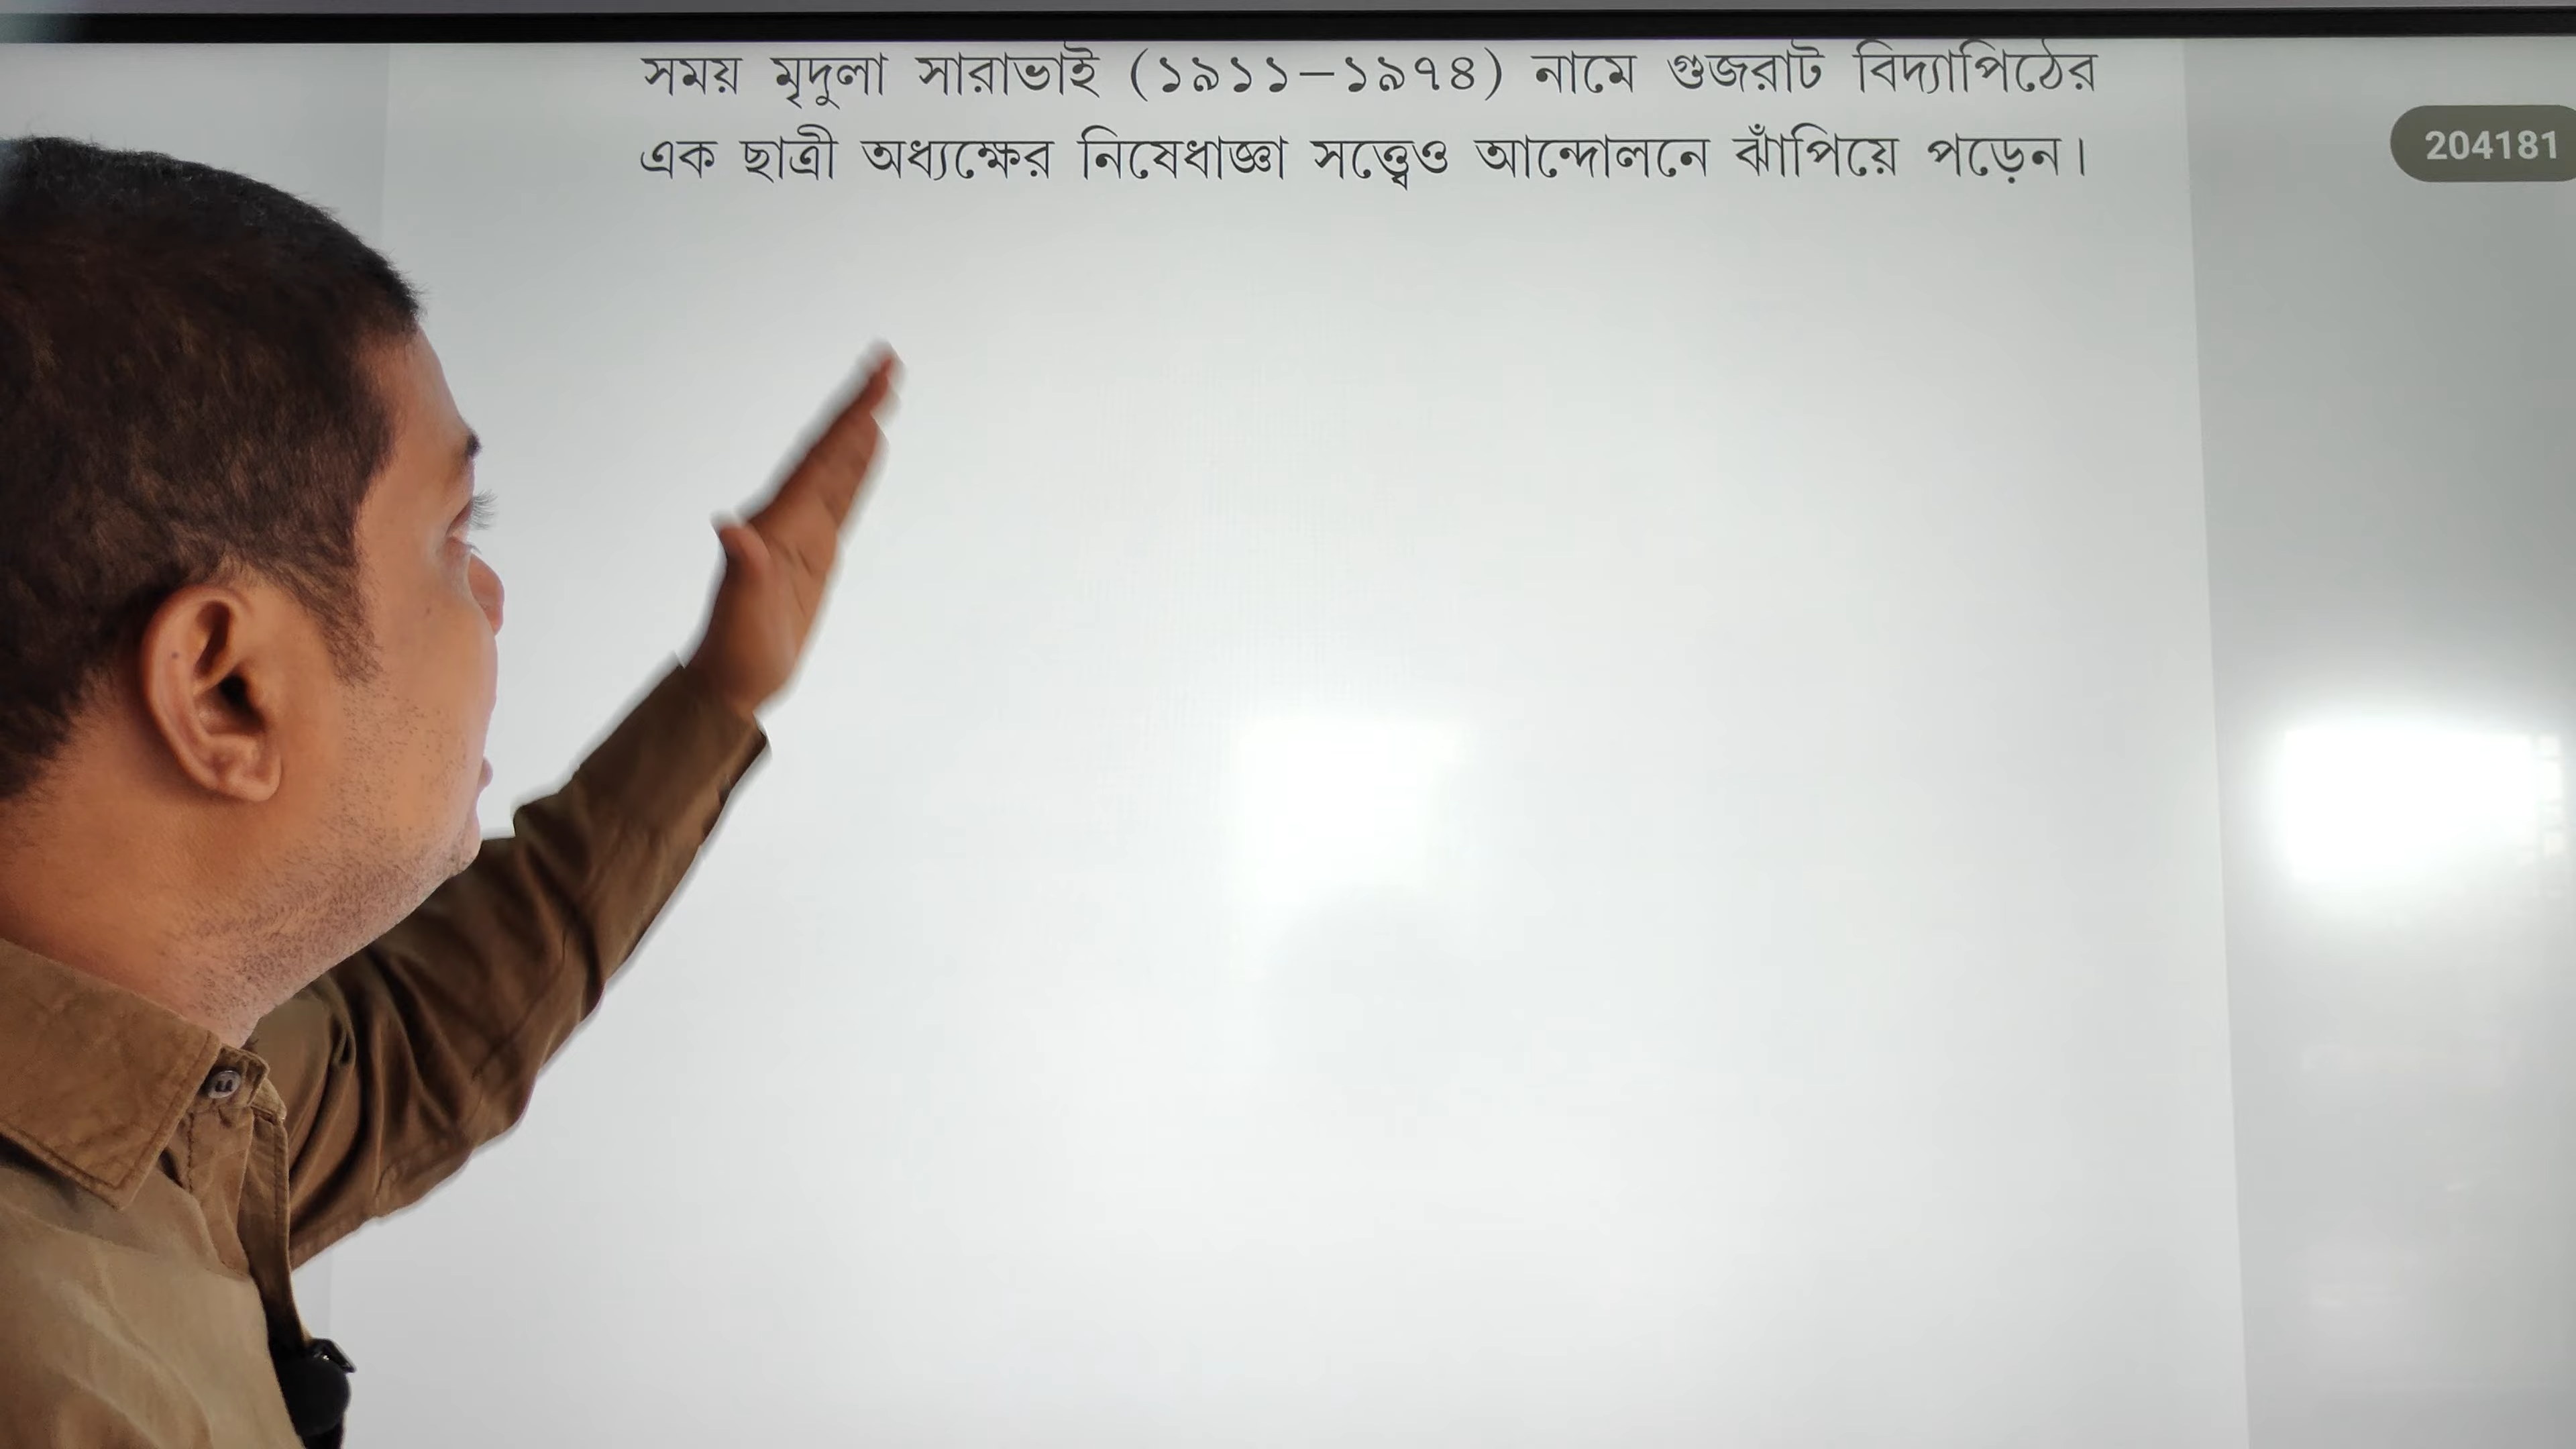 সময় মৃদুলা সারাভাই (১৯১১–১৯৭৪) নামে গুজরাট বিদ্যাপিঠের
এক ছাত্রী অধ্যক্ষের নিষেধাজ্ঞা সত্ত্বেও আন্দোলনে ঝাঁপিয়ে পড়েন।
204181